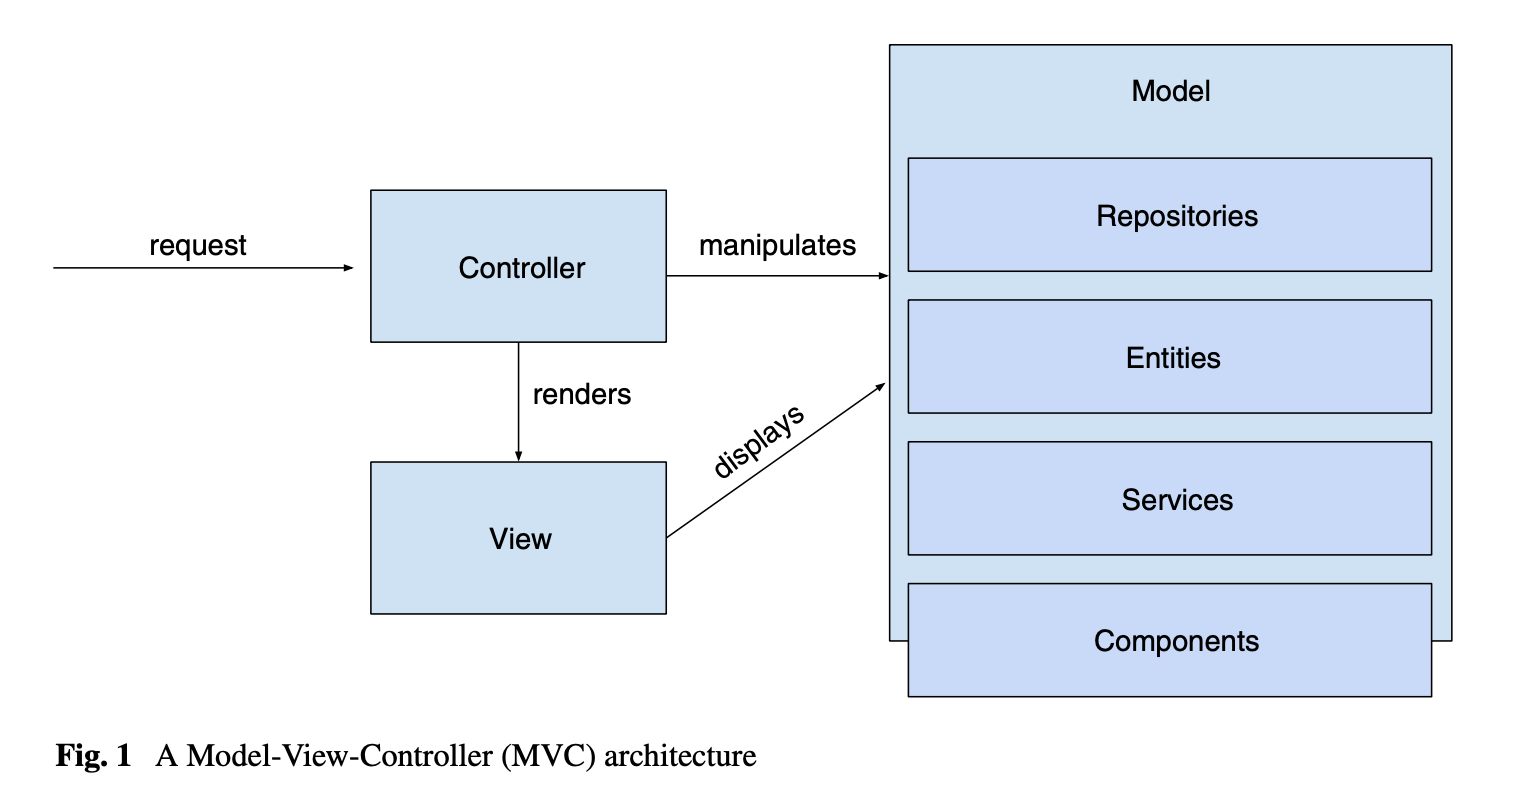 Model
Repositories
request
Controller
manipulates
Entities
renders
displays
Services
View
Components
Fig. 1 A Model-View-Controller (MVC) architecture